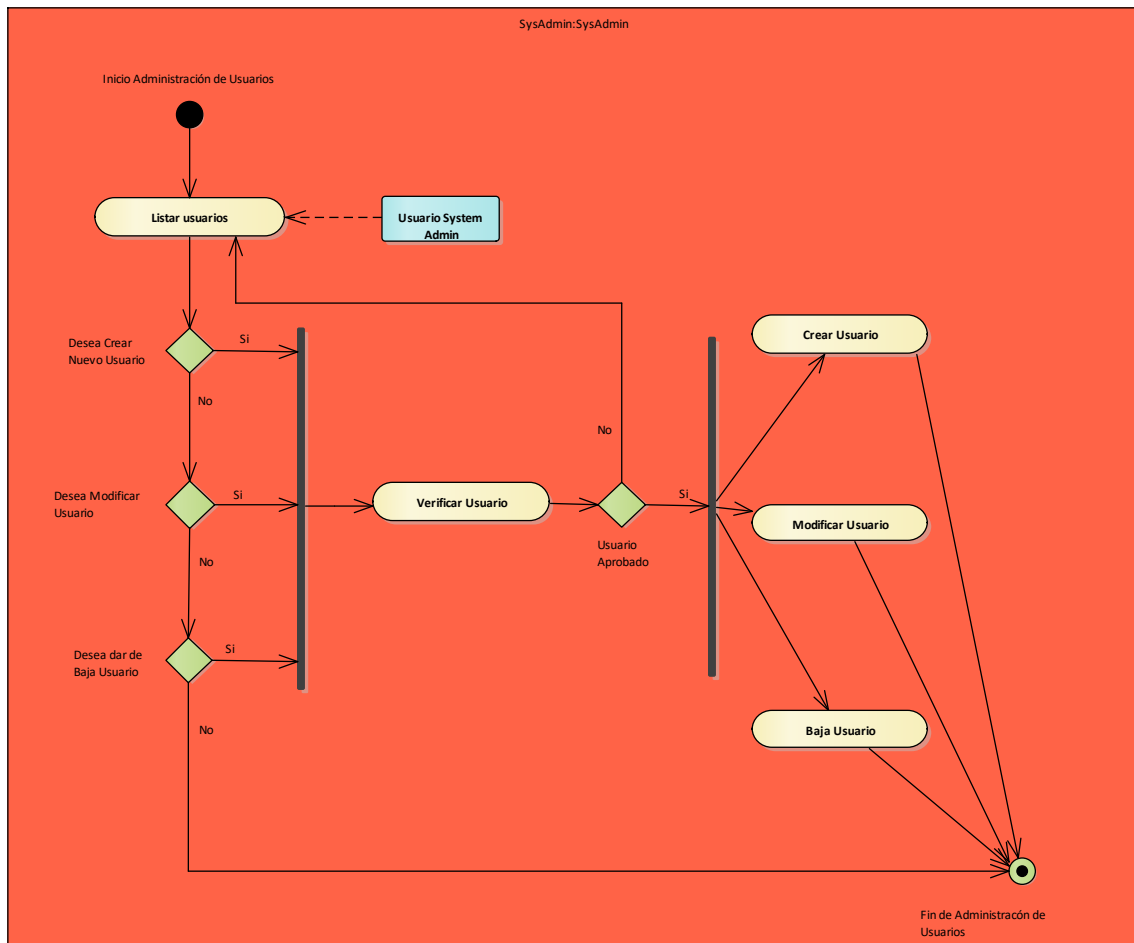 SysAdmin:SysAdmin
Inicio Administración de Usuarios
Listar usuarios
Usuario System
Admin
Desea Crear
Nuevo Usuario
Si
No
Crear Usuario
No
Desea Modificar
Usuario
Si
Verificar Usuario
Si
Modificar Usuario
Usuario
Aprobado
No
Desea dar de
Baja Usuario
Si
No
Baja Usuario
Fin de Administracón de
Usuarios